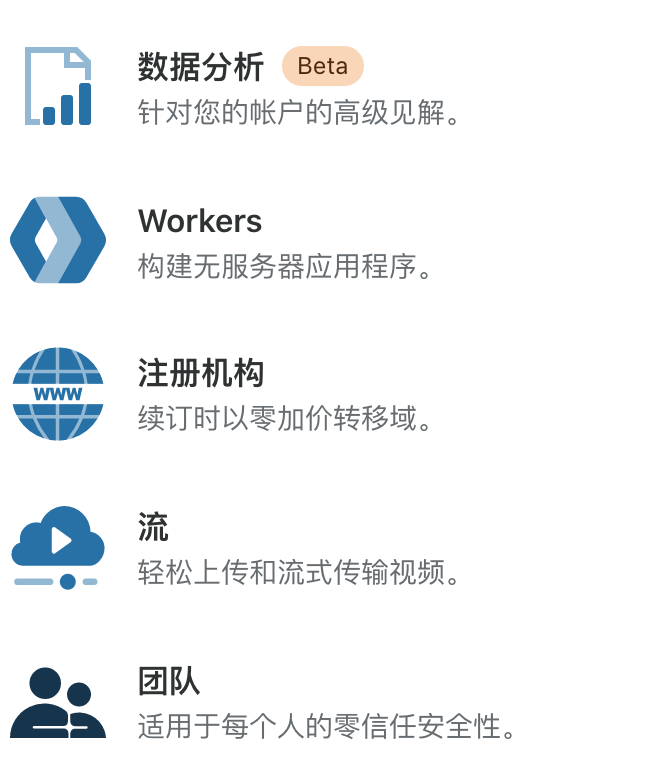 数据分析 Beta
针对您的帐户的高级见解。
Workers
构建无服务器应用程序。
WWW
注册机构
续订时以零加价转移域。
流
轻松上传和流式传输视频。
团队
适用于每个人的零信任安全性。